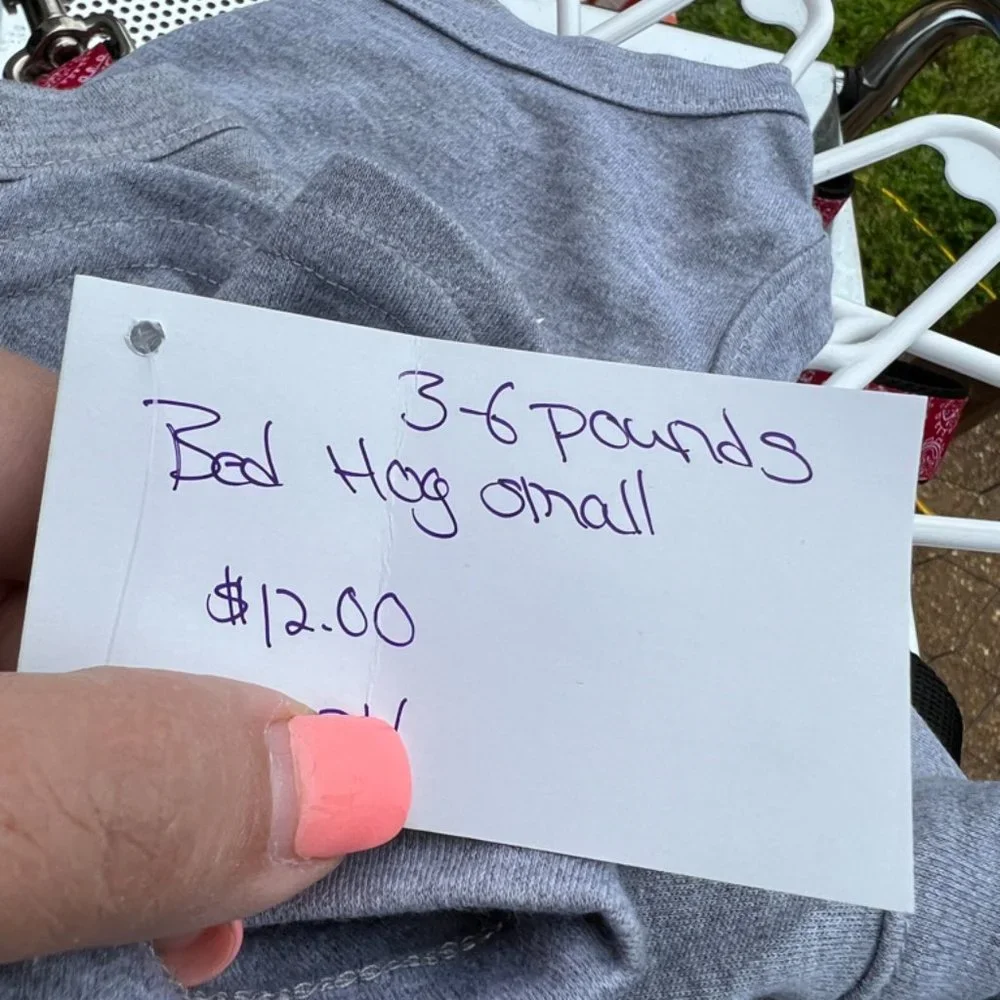 3-6 pounds
Bed Hog small
$12.00